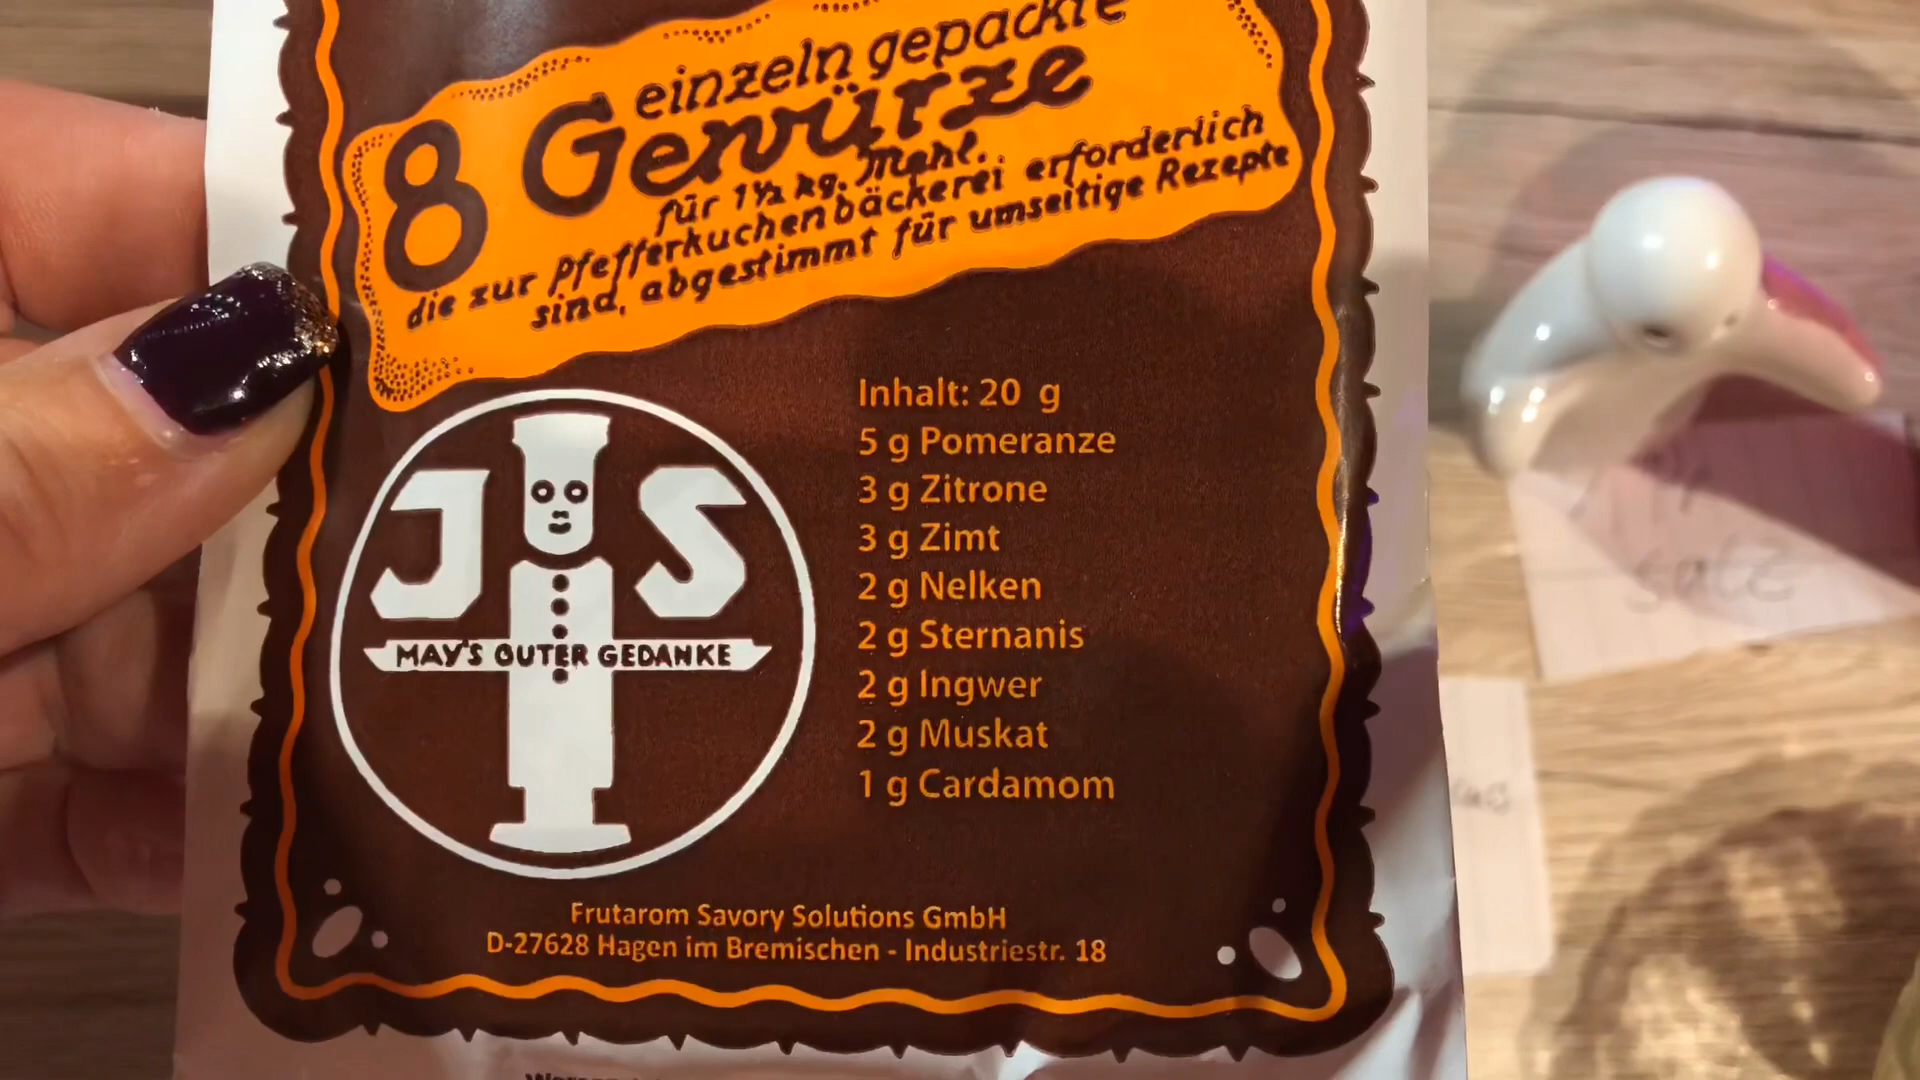 8 einzeln gepackte
Gewürze
für 1½ kg. Mehl.
die zur Pfefferkuchenbäckerei erforderlich
sind, abgestimmt für umseitige Rezepte
Inhalt: 20 g
5 g Pomeranze
3 g Zitrone
3 g Zimt
2 g Nelken
2 g Sternanis
2 g Ingwer
2 g Muskat
1 g Cardamom
J S
MAY'S GUTER GEDANKE
Frutarom Savory Solutions GmbH
D-27628 Hagen im Bremischen - Industriestr. 18
salz